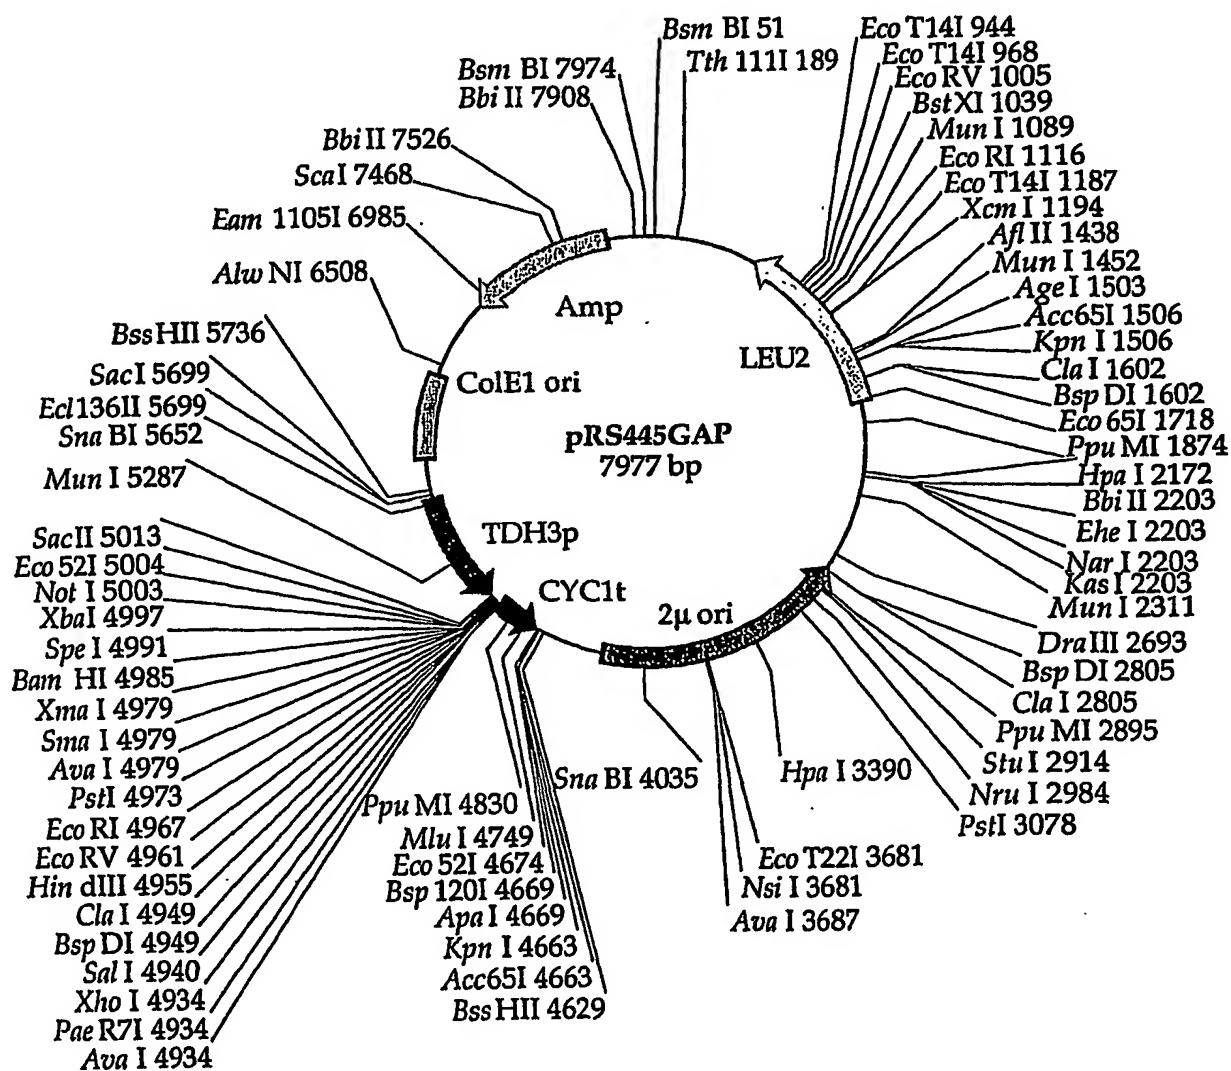 Bsm BI 51
Tth 111I 189
Eco T14I 944
Eco T14I 968
Eco RV 1005
BstXI 1039
Mun I 1089
Eco RI 1116
Eco T14I 1187
Xcm I 1194
Afl II 1438
Mun I 1452
Age I 1503
Acc65I 1506
Kpn I 1506
Cla I 1602
Bsp DI 1602
Eco 65I 1718
Ppu MI 1874
Hpa I 2172
Bbi II 2203
Ehe I 2203
Nar I 2203
Kas I 2203
Mun I 2311
Dra III 2693
Bsp DI 2805
Cla I 2805
Ppu MI 2895
Stu I 2914
Nru I 2984
PstI 3078
Hpa I 3390
Eco T22I 3681
Nsi I 3681
Ava I 3687
Sna BI 4035
Bss HII 4629
Acc65I 4663
Kpn I 4663
Apa I 4669
Bsp 120I 4669
Eco 52I 4674
Mlu I 4749
Ppu MI 4830
Ava I 4934
Pae R7I 4934
Xho I 4934
Sal I 4940
Bsp DI 4949
Cla I 4949
Hin dIII 4955
Eco RV 4961
Eco RI 4967
PstI 4973
Ava I 4979
Sma I 4979
Xma I 4979
Bam HI 4985
Spe I 4991
XbaI 4997
Not I 5003
Eco 52I 5004
SacII 5013
Mun I 5287
Sna BI 5652
Ecl136II 5699
SacI 5699
Bss HII 5736
Alw NI 6508
Eam 1105I 6985
ScaI 7468
Bbi II 7526
Bbi II 7908
Bsm BI 7974
Amp
LEU2
ColE1 ori
pRS445GAP
7977 bp
TDH3p
CYC1t
2μ ori